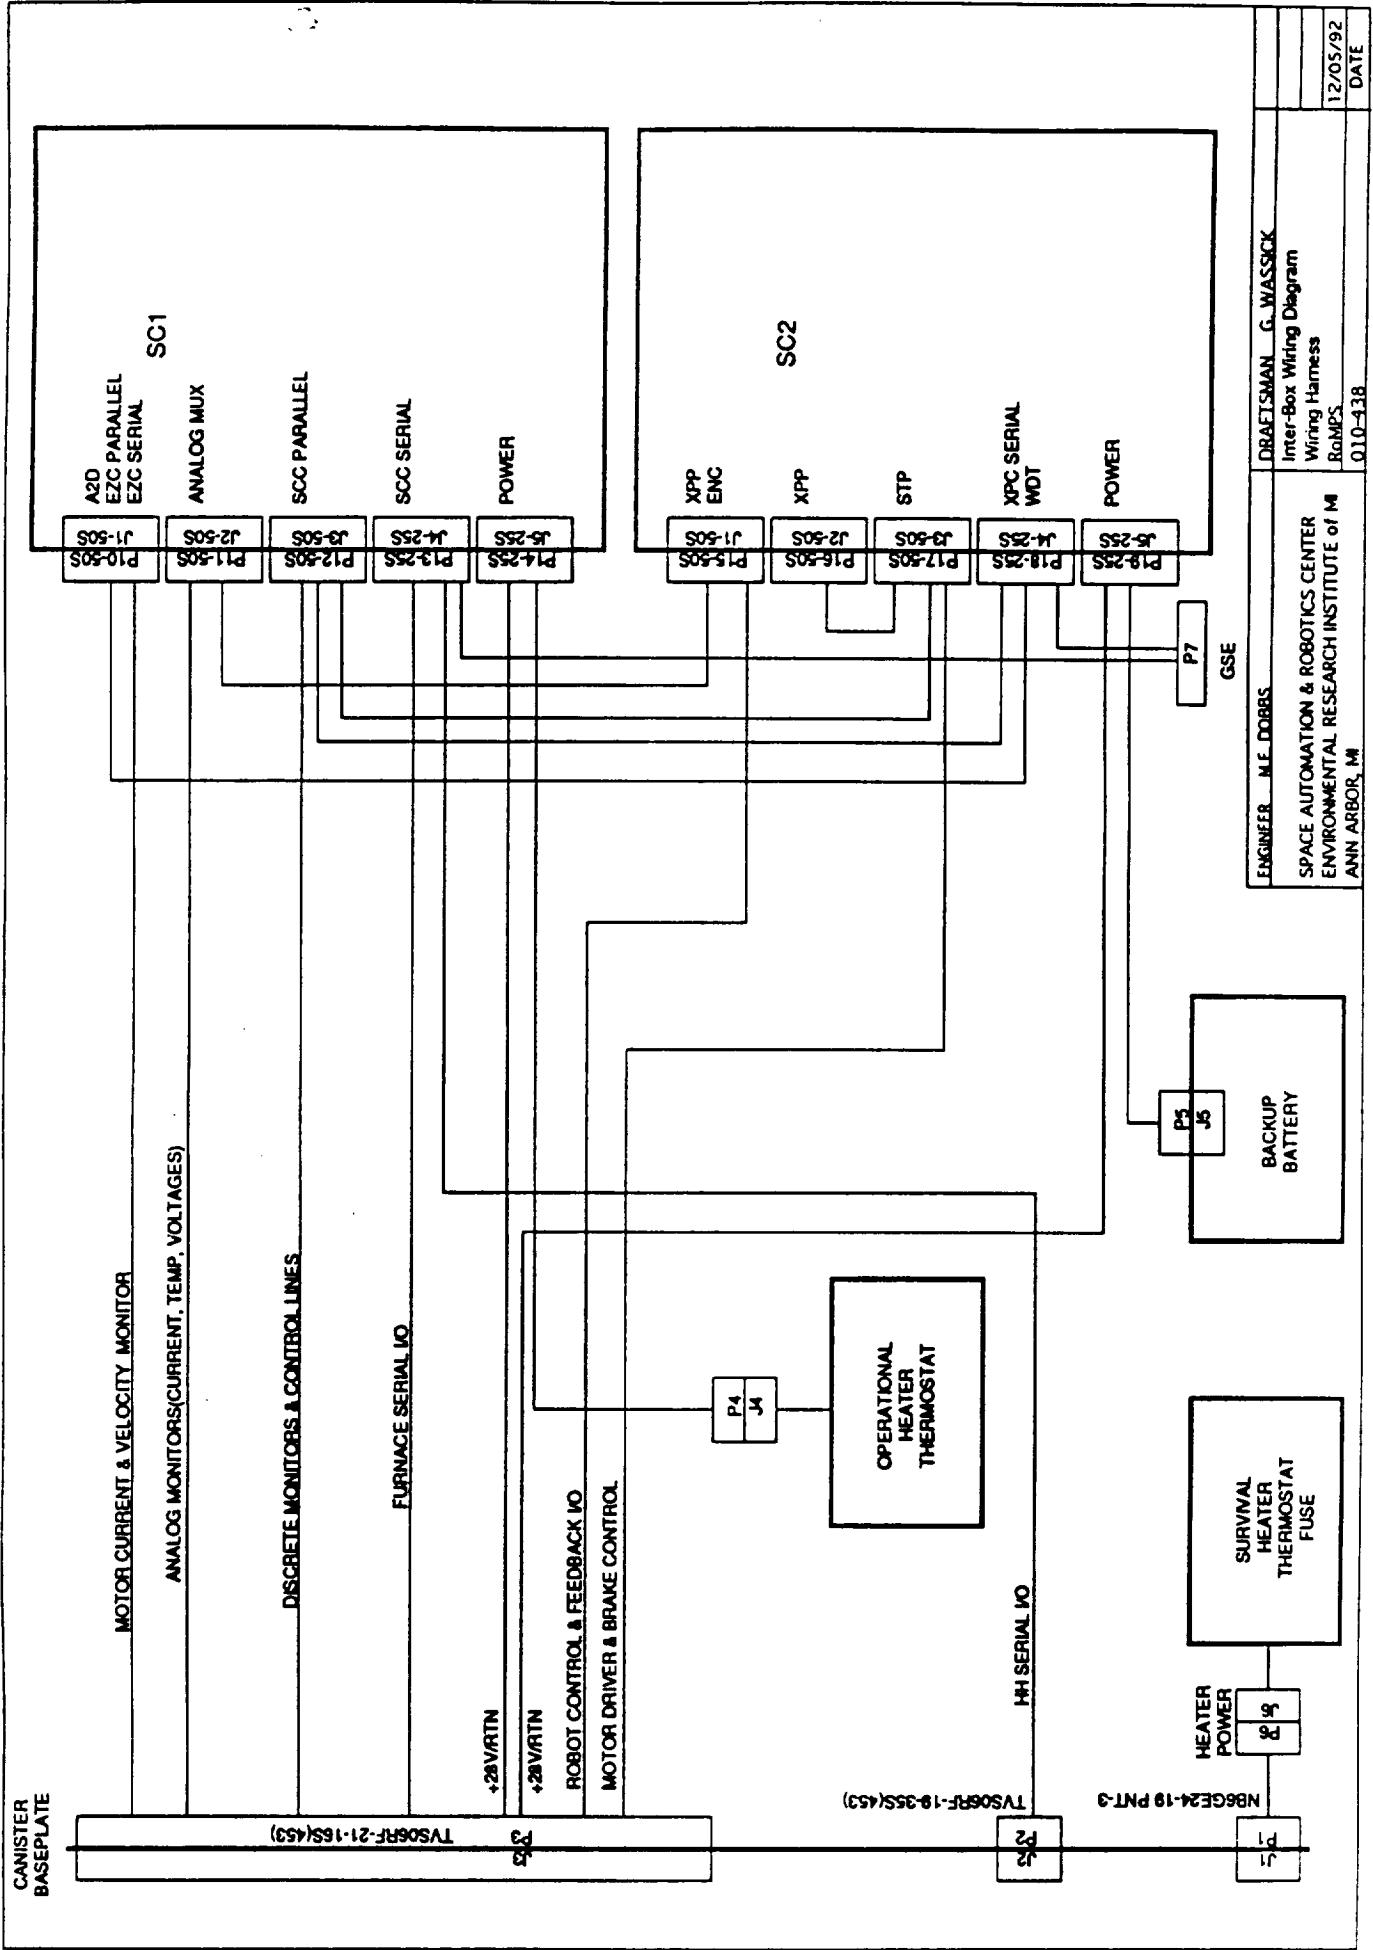 CANISTER
BASEPLATE
J3
P3
TVS06RF-21-16S(453)
J2
P2
TVS06RF-19-35S(453)
J1
P1
NB6GE24-19 PNT-3
MOTOR CURRENT & VELOCITY MONITOR
ANALOG MONITORS(CURRENT, TEMP, VOLTAGES)
DISCRETE MONITORS & CONTROL LINES
FURNACE SERIAL I/O
+28V/RTN
+28V/RTN
ROBOT CONTROL & FEEDBACK I/O
MOTOR DRIVER & BRAKE CONTROL
HH SERIAL I/O
HEATER
POWER
SURVIVAL
HEATER
THERMOSTAT
FUSE
P4
J4
OPERATIONAL
HEATER
THERMOSTAT
P5
J5
BACKUP
BATTERY
P7
GSE
P10-50S
J1-50S
A2D
EZC PARALLEL
EZC SERIAL
P11-50S
J2-50S
ANALOG MUX
P12-50S
J3-50S
SCC PARALLEL
P13-25S
J4-25S
SCC SERIAL
P14-25S
J5-25S
POWER
SC1
P15-50S
J1-50S
XPP
ENC
P16-50S
J2-50S
XPP
P17-50S
J3-50S
STP
P18-25S
J4-25S
XPC SERIAL
WDT
P19-25S
J5-25S
POWER
SC2
ENGINEER M.E. DOBBS
DRAFTSMAN G. WASSICK
SPACE AUTOMATION & ROBOTICS CENTER
ENVIRONMENTAL RESEARCH INSTITUTE of MI
ANN ARBOR, MI
Inter-Box Wiring Diagram
Wiring Harness
RoMPS
010-438
12/05/92
DATE